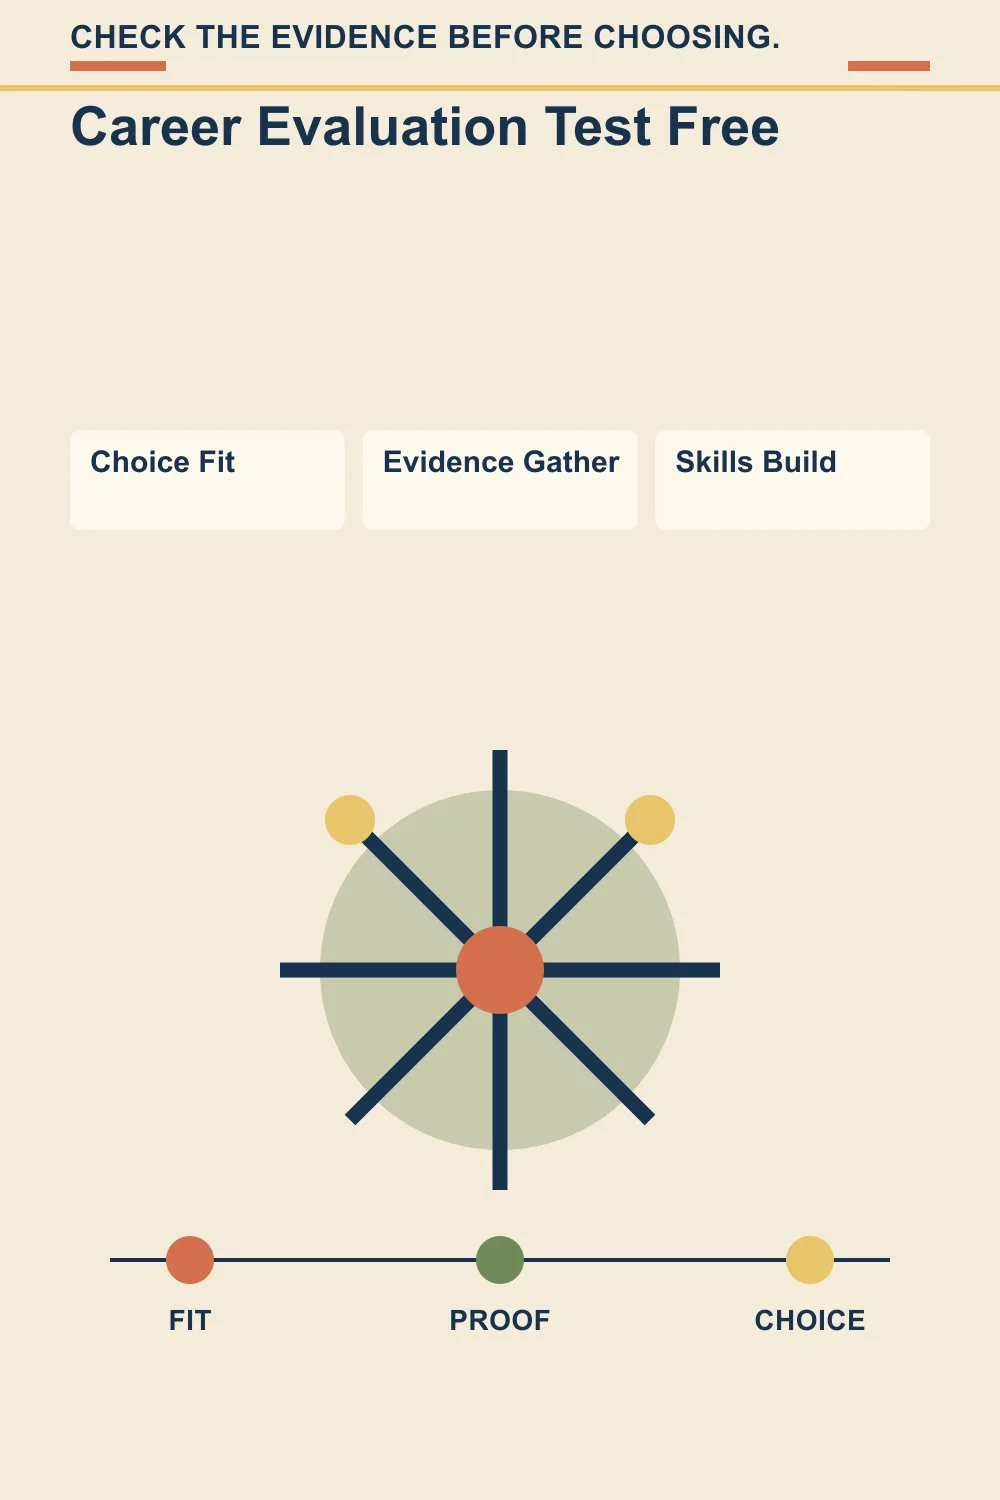 CHECK THE EVIDENCE BEFORE CHOOSING.
Career Evaluation Test Free
Choice Fit
Evidence Gather
Skills Build
FIT
PROOF
CHOICE